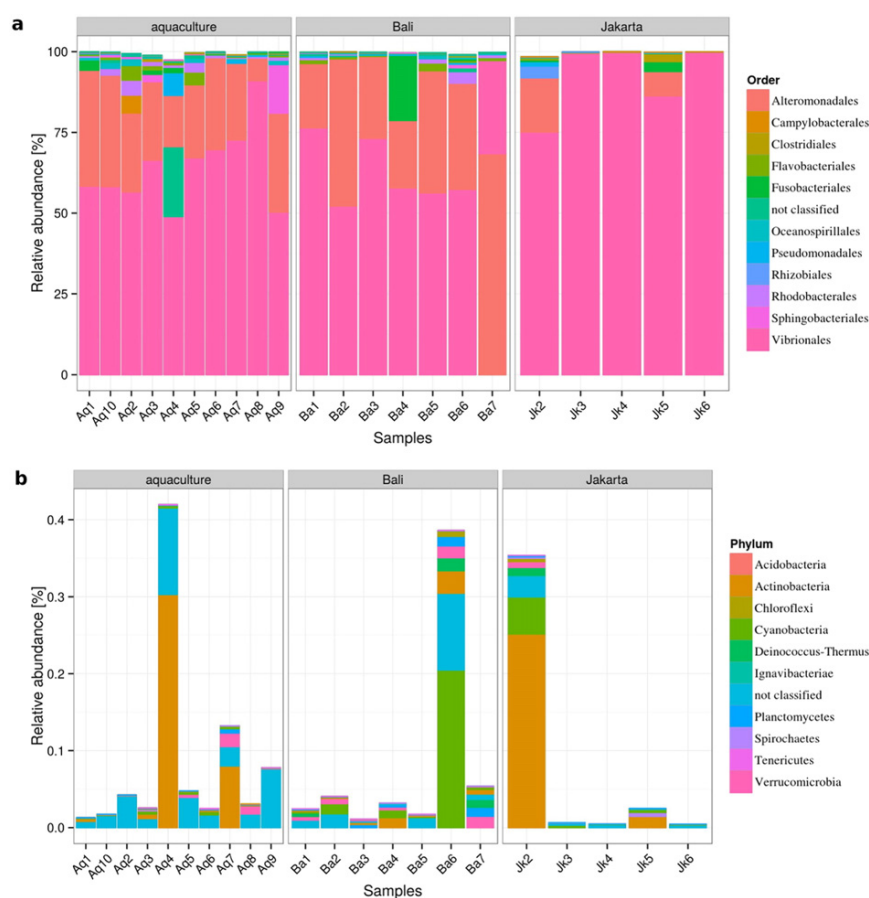 a
aquaculture Bali Jakarta
100
75
50
25
0
Relative abundance [%]
Aq1 Aq10 Aq2 Aq3 Aq4 Aq5 Aq6 Aq7 Aq8 Aq9 Ba1 Ba2 Ba3 Ba4 Ba5 Ba6 Ba7 Jk2 Jk3 Jk4 Jk5 Jk6
Samples
Order
Alteromonadales
Campylobacterales
Clostridiales
Flavobacteriales
Fusobacteriales
not classified
Oceanospirillales
Pseudomonadales
Rhizobiales
Rhodobacterales
Sphingobacteriales
Vibrionales
b
aquaculture Bali Jakarta
0.4
0.3
0.2
0.1
0.0
Relative abundance [%]
Aq1 Aq10 Aq2 Aq3 Aq4 Aq5 Aq6 Aq7 Aq8 Aq9 Ba1 Ba2 Ba3 Ba4 Ba5 Ba6 Ba7 Jk2 Jk3 Jk4 Jk5 Jk6
Samples
Phylum
Acidobacteria
Actinobacteria
Chloroflexi
Cyanobacteria
Deinococcus-Thermus
Ignavibacteriae
not classified
Planctomycetes
Spirochaetes
Tenericutes
Verrucomicrobia